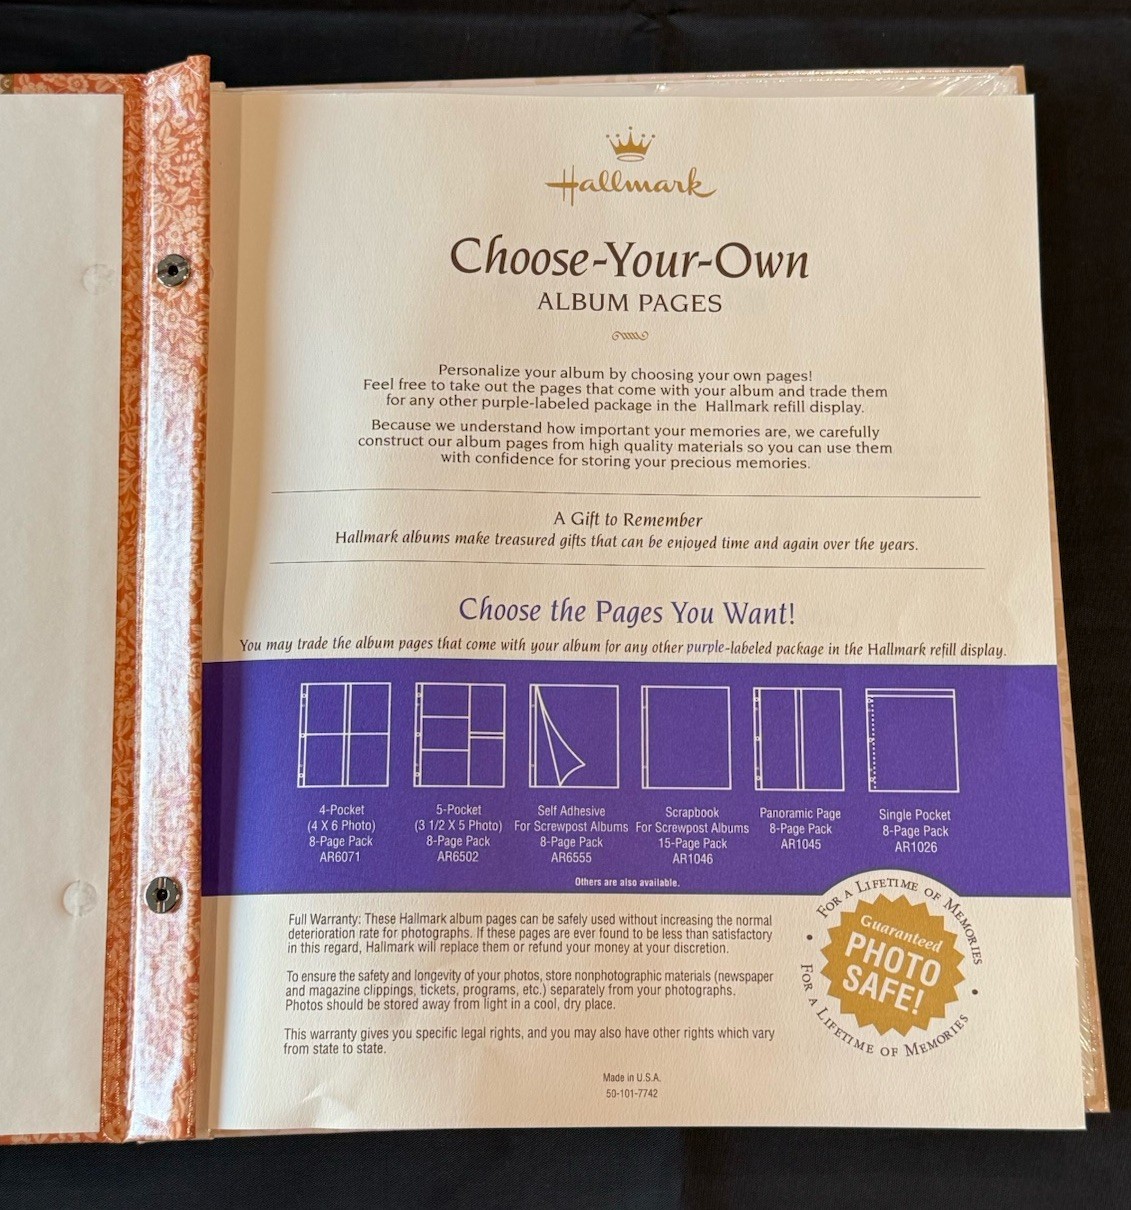 Hallmark
Choose-Your-Own
ALBUM PAGES
Personalize your album by choosing your own pages!
Feel free to take out the pages that come with your album and trade them
for any other purple-labeled package in the Hallmark refill display.
Because we understand how important your memories are, we carefully
construct our album pages from high quality materials so you can use them
with confidence for storing your precious memories.
A Gift to Remember
Hallmark albums make treasured gifts that can be enjoyed time and again over the years.
Choose the Pages You Want!
You may trade the album pages that come with your album for any other purple-labeled package in the Hallmark refill display.
4-Pocket
(4 X 6 Photo)
8-Page Pack
AR6071
5-Pocket
(3 1/2 X 5 Photo)
8-Page Pack
AR6502
Self Adhesive
For Screwpost Albums
8-Page Pack
AR6555
Scrapbook
For Screwpost Albums
15-Page Pack
AR1046
Panoramic Page
8-Page Pack
AR1045
Single Pocket
8-Page Pack
AR1026
Others are also available.
Full Warranty: These Hallmark album pages can be safely used without increasing the normal
deterioration rate for photographs. If these pages are ever found to be less than satisfactory
in this regard, Hallmark will replace them or refund your money at your discretion.
To ensure the safety and longevity of your photos, store nonphotographic materials (newspaper
and magazine clippings, tickets, programs, etc.) separately from your photographs.
Photos should be stored away from light in a cool, dry place.
This warranty gives you specific legal rights, and you may also have other rights which vary
from state to state.
FOR A LIFETIME OF MEMORIES
Guaranteed
PHOTO
SAFE!
FOR A LIFETIME OF MEMORIES
Made in U.S.A.
50-101-7742